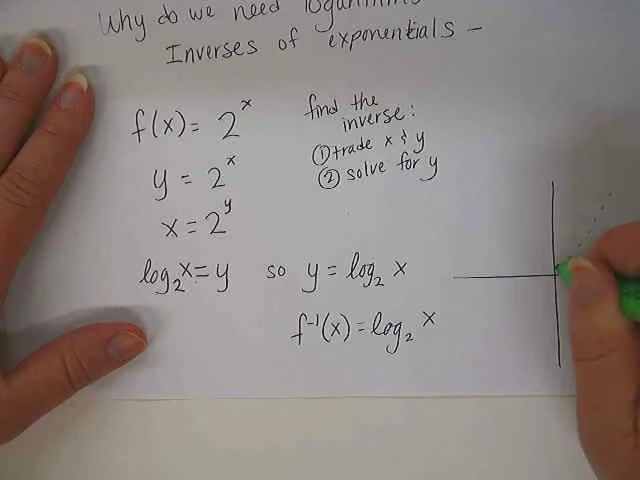 Why do we need logarithms
Inverses of exponentials –
f(x) = 2^x
y = 2^x
x = 2^y
log₂x = y so y = log₂ x
f⁻¹(x) = log₂ x
find the
inverse:
① trade x & y
② solve for y